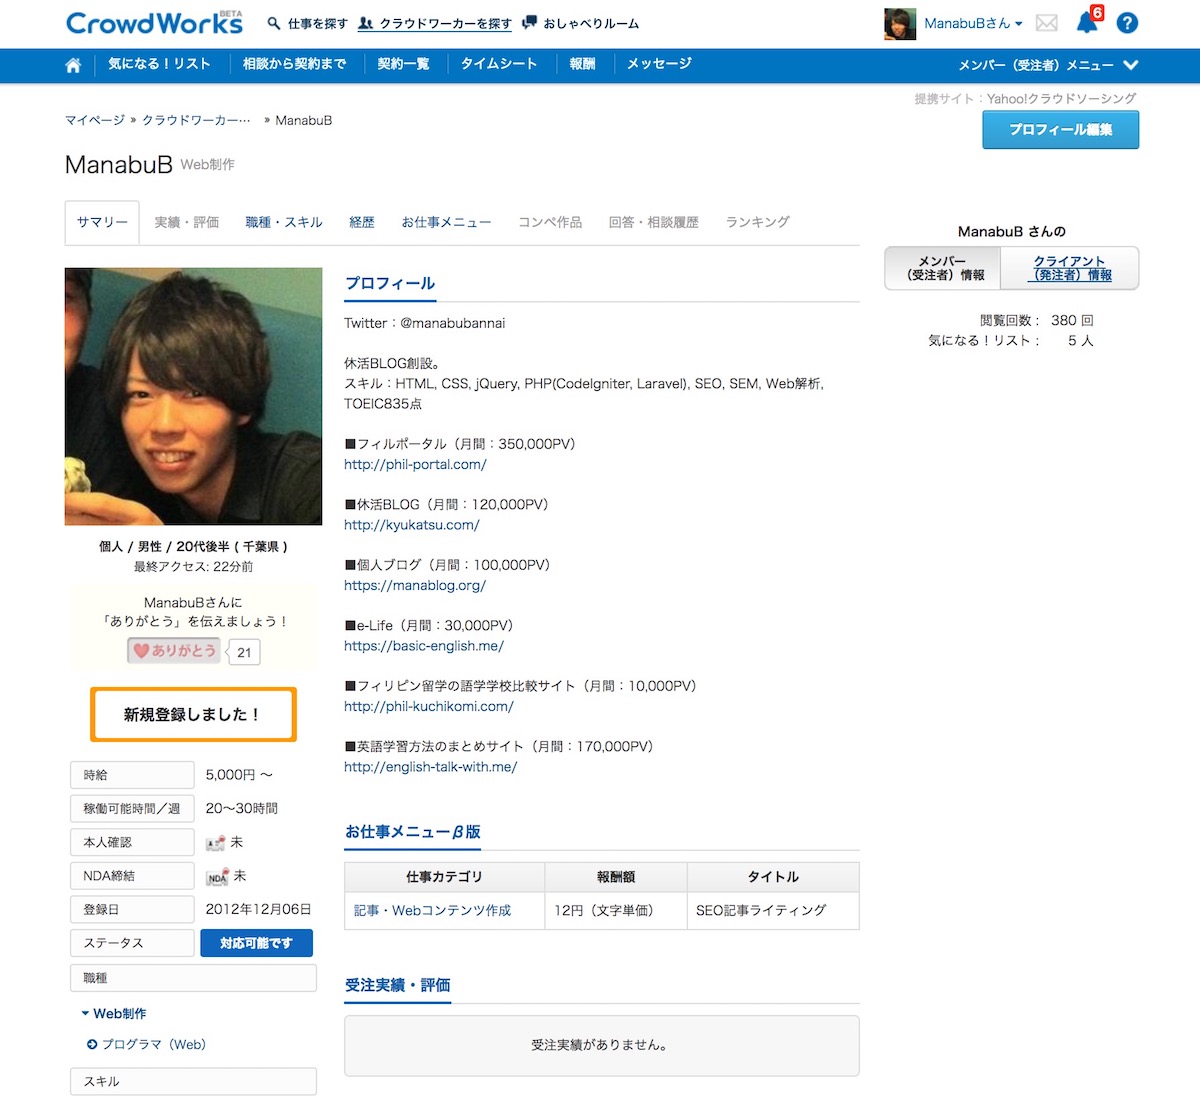 CrowdWorks BETA 仕事を探す クラウドワーカーを探す おしゃべりルーム ManabuBさん 6 ?
気になる！リスト 相談から契約まで 契約一覧 タイムシート 報酬 メッセージ メンバー（受注者）メニュー
提携サイト：Yahoo!クラウドソーシング
マイページ » クラウドワーカー… » ManabuB
プロフィール編集
ManabuB Web制作
サマリー 実績・評価 職種・スキル 経歴 お仕事メニュー コンペ作品 回答・相談履歴 ランキング
ManabuB さんの
メンバー
（受注者）情報
クライアント
（発注者）情報
閲覧回数： 380 回
気になる！リスト： 5 人
個人 / 男性 / 20代後半 ( 千葉県 )
最終アクセス: 22分前
ManabuBさんに
「ありがとう」を伝えましょう！
ありがとう 21
新規登録しました！
時給 5,000円 〜
稼働可能時間／週 20〜30時間
本人確認 未
NDA締結 NDA 未
登録日 2012年12月06日
ステータス 対応可能です
職種
Web制作
プログラマ（Web）
スキル
プロフィール
Twitter：@manabubannai
休活BLOG創設。
スキル：HTML, CSS, jQuery, PHP(CodeIgniter, Laravel), SEO, SEM, Web解析,
TOEIC835点
■フィルポータル（月間：350,000PV）
http://phil-portal.com/
■休活BLOG（月間：120,000PV）
http://kyukatsu.com/
■個人ブログ（月間：100,000PV）
https://manablog.org/
■e-Life（月間：30,000PV）
https://basic-english.me/
■フィリピン留学の語学学校比較サイト（月間：10,000PV）
http://phil-kuchikomi.com/
■英語学習方法のまとめサイト（月間：170,000PV）
http://english-talk-with.me/
お仕事メニューβ版
仕事カテゴリ 報酬額 タイトル
記事・Webコンテンツ作成 12円（文字単価） SEO記事ライティング
受注実績・評価
受注実績がありません。